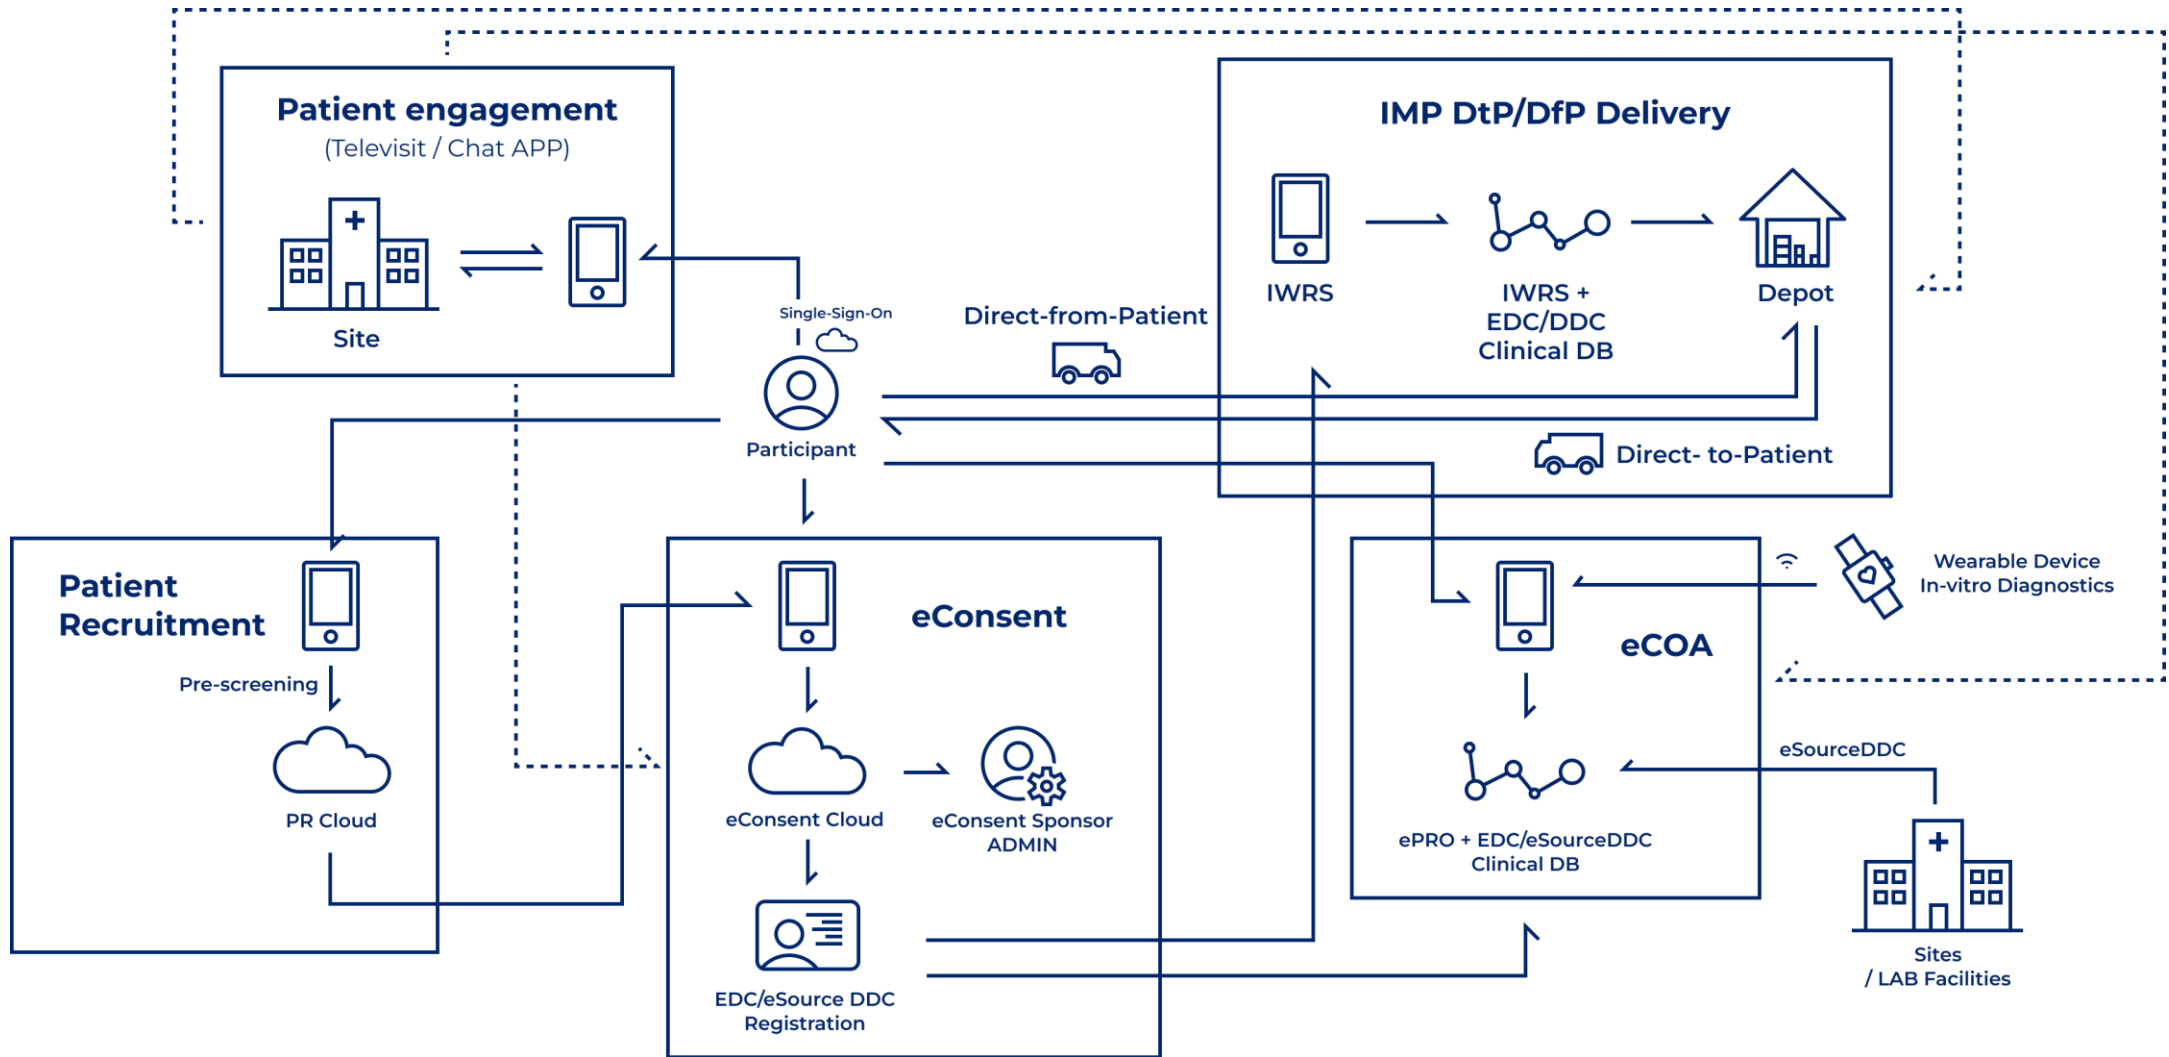 Patient engagement
(Televisit / Chat APP)
Site
Single-Sign-On
Participant
Direct-from-Patient
IMP DtP/DfP Delivery
IWRS
IWRS +
EDC/DDC
Clinical DB
Depot
Direct- to-Patient
Patient
Recruitment
Pre-screening
PR Cloud
eConsent
eConsent Cloud
eConsent Sponsor
ADMIN
EDC/eSource DDC
Registration
eCOA
ePRO + EDC/eSourceDDC
Clinical DB
Wearable Device
In-vitro Diagnostics
eSourceDDC
Sites
/ LAB Facilities